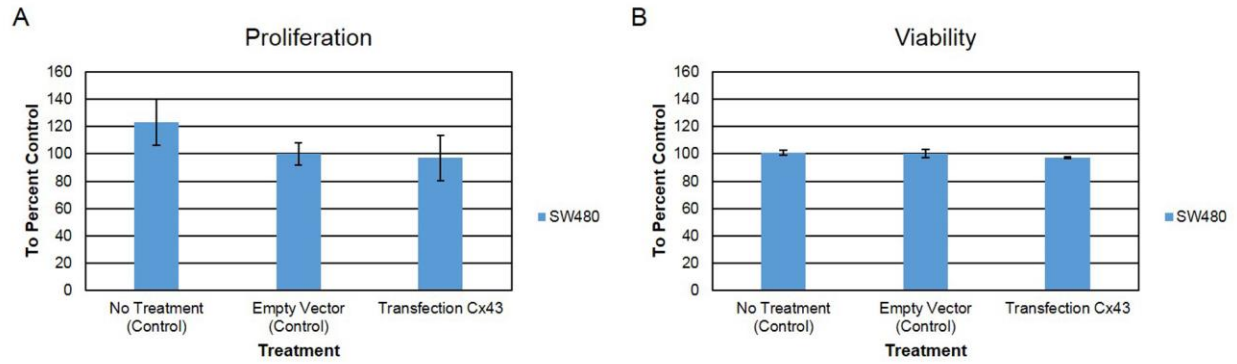 A
Proliferation
To Percent Control
160
140
120
100
80
60
40
20
0
No Treatment
(Control)
Empty Vector
(Control)
Transfection Cx43
Treatment
SW480
B
Viability
To Percent Control
160
140
120
100
80
60
40
20
0
No Treatment
(Control)
Empty Vector
(Control)
Transfection Cx43
Treatment
SW480